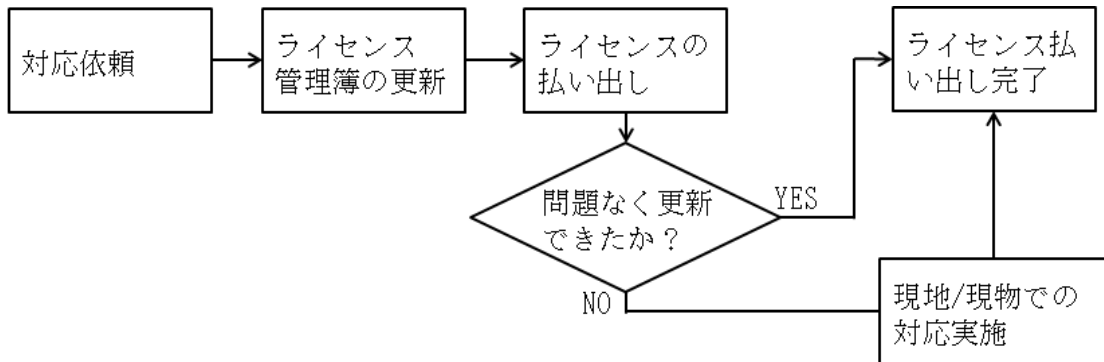 対応依頼
ライセンス
管理簿の更新
ライセンスの
払い出し
ライセンス払
い出し完了
問題なく更新
できたか？
YES
NO
現地/現物での
対応実施